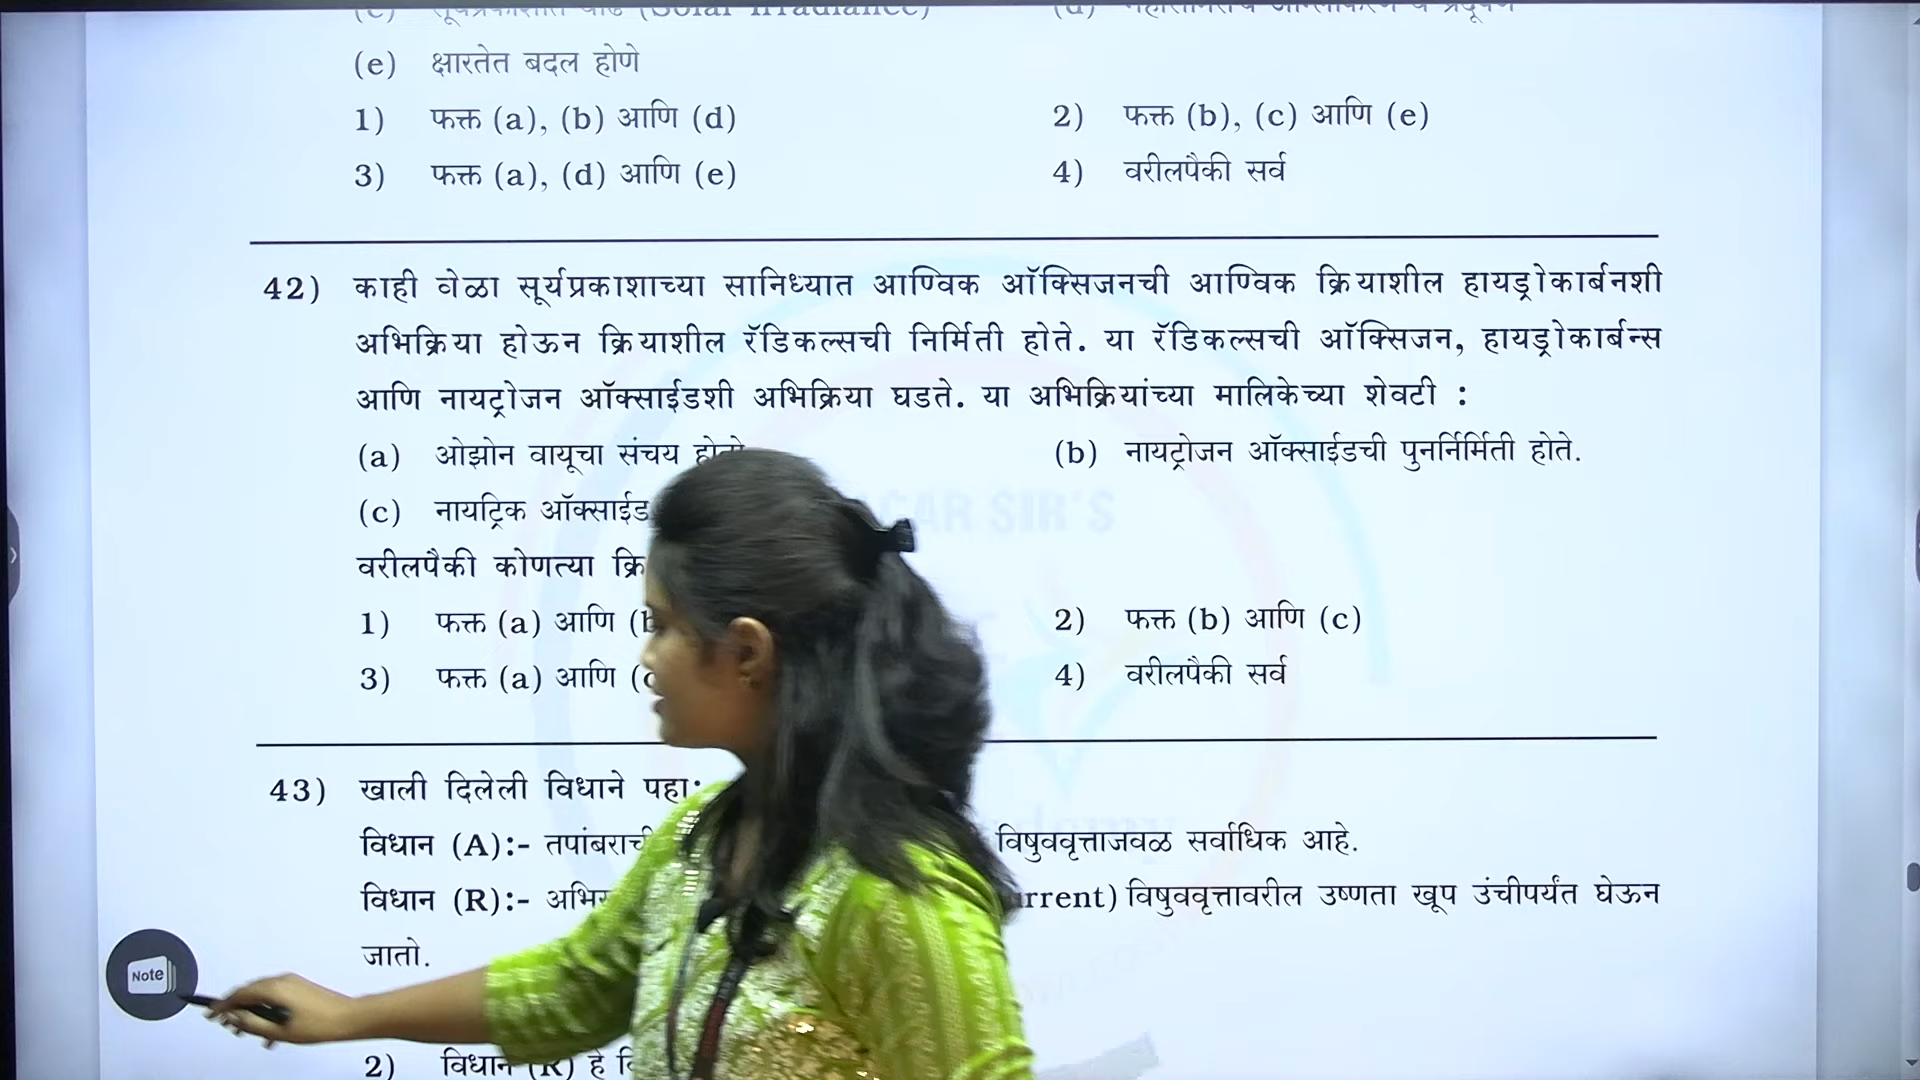 (e) क्षारतेत बदल होणे
1) फक्त (a), (b) आणि (d) 2) फक्त (b), (c) आणि (e)
3) फक्त (a), (d) आणि (e) 4) वरीलपैकी सर्व
42) काही वेळा सूर्यप्रकाशाच्या सानिध्यात आण्विक ऑक्सिजनची आण्विक क्रियाशील हायड्रोकार्बनशी
अभिक्रिया होऊन क्रियाशील रॅडिकल्सची निर्मिती होते. या रॅडिकल्सची ऑक्सिजन, हायड्रोकार्बन्स
आणि नायट्रोजन ऑक्साईडशी अभिक्रिया घडते. या अभिक्रियांच्या मालिकेच्या शेवटी :
(a) ओझोन वायूचा संचय होतो (b) नायट्रोजन ऑक्साईडची पुनर्निर्मिती होते.
(c) नायट्रिक ऑक्साईड
SIR'S
वरीलपैकी कोणत्या
1) फक्त (a) आणि 2) फक्त (b) आणि (c)
3) फक्त (a) आणि 4) वरीलपैकी सर्व
43) खाली दिलेली विधाने पहा:
विधान (A):- विषुववृत्ताजवळ सर्वाधिक आहे.
विधान (R):- विषुववृत्तावरील उष्णता खूप उंचीपर्यंत घेऊन
जातो.
Note
2) विधान (R) हे